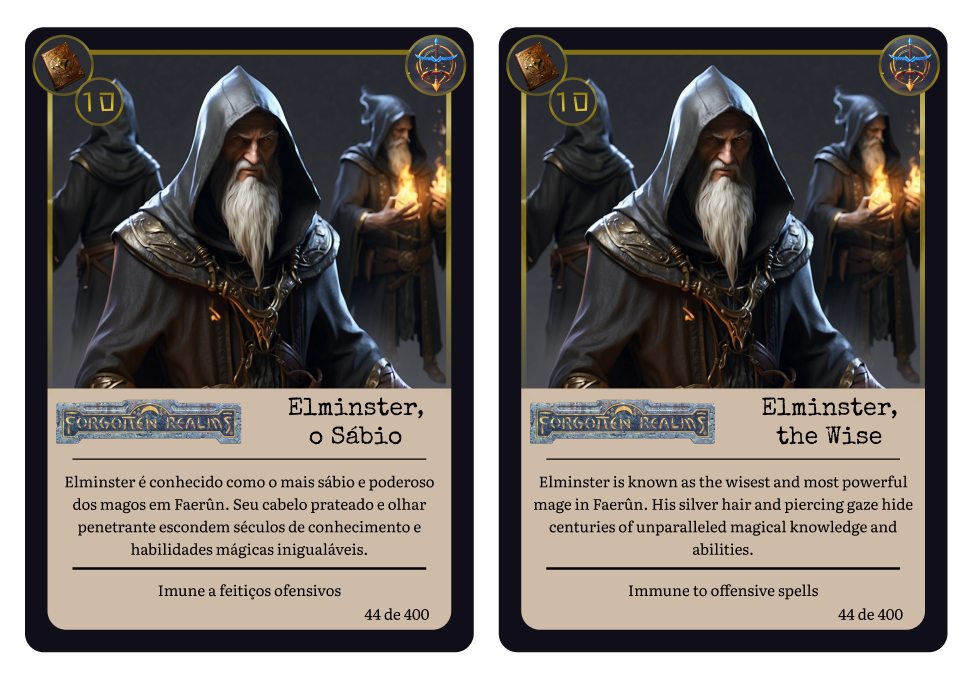 10
FORGOTTEN REALMS
Elminster,
o Sábio
Elminster é conhecido como o mais sábio e poderoso
dos magos em Faerûn. Seu cabelo prateado e olhar
penetrante escondem séculos de conhecimento e
habilidades mágicas inigualáveis.
Imune a feitiços ofensivos
44 de 400
10
FORGOTTEN REALMS
Elminster,
the Wise
Elminster is known as the wisest and most powerful
mage in Faerûn. His silver hair and piercing gaze hide
centuries of unparalleled magical knowledge and
abilities.
Immune to offensive spells
44 de 400